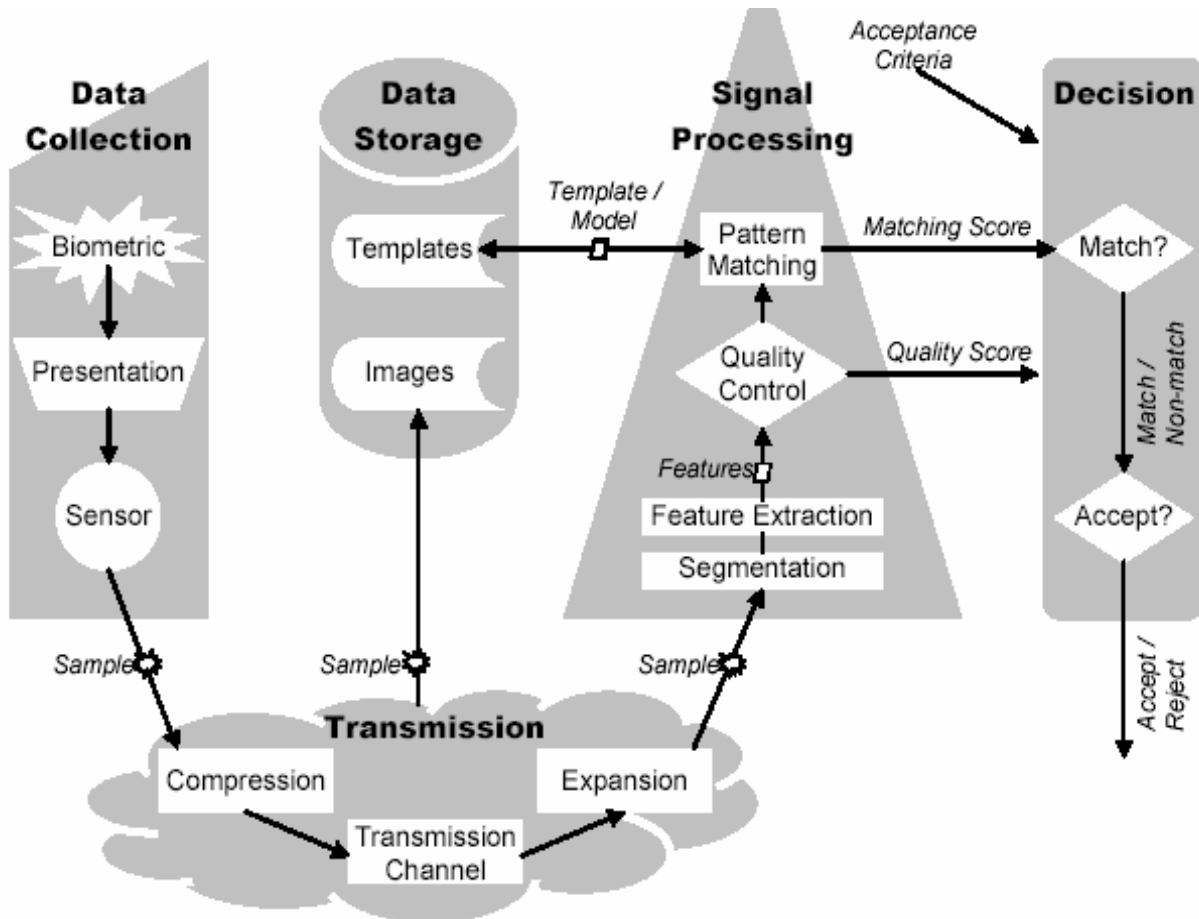 Data
Collection
Biometric
Presentation
Sensor
Sample
Data
Storage
Templates
Images
Sample
Template /
Model
Signal
Processing
Pattern
Matching
Quality
Control
Features
Feature Extraction
Segmentation
Sample
Acceptance
Criteria
Matching Score
Quality Score
Decision
Match?
Match /
Non-match
Accept?
Accept /
Reject
Transmission
Compression
Expansion
Transmission
Channel